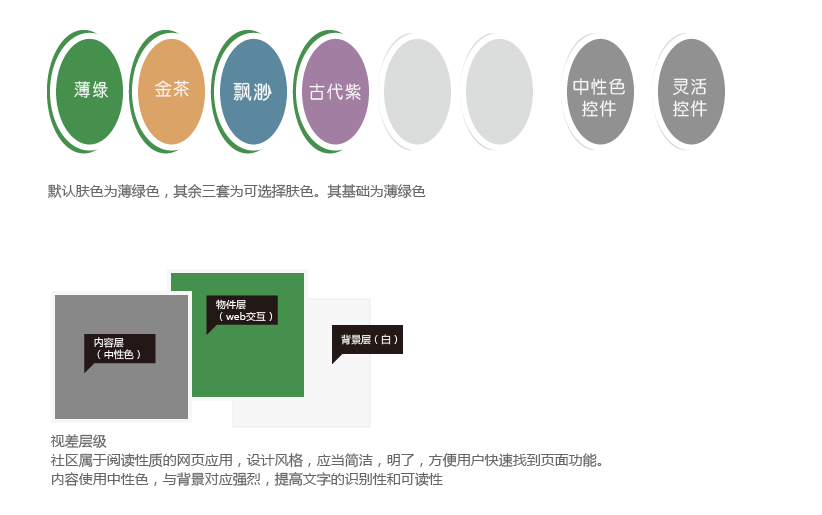 薄绿
金茶
飘渺
古代紫
中性色
控件
灵活
控件
默认肤色为薄绿色，其余三套为可选择肤色。其基础为薄绿色
物件层
（web交互）
内容层
（中性色）
背景层（白）
视差层级
社区属于阅读性质的网页应用，设计风格，应当简洁，明了，方便用户快速找到页面功能。
内容使用中性色，与背景对应强烈，提高文字的识别性和可读性